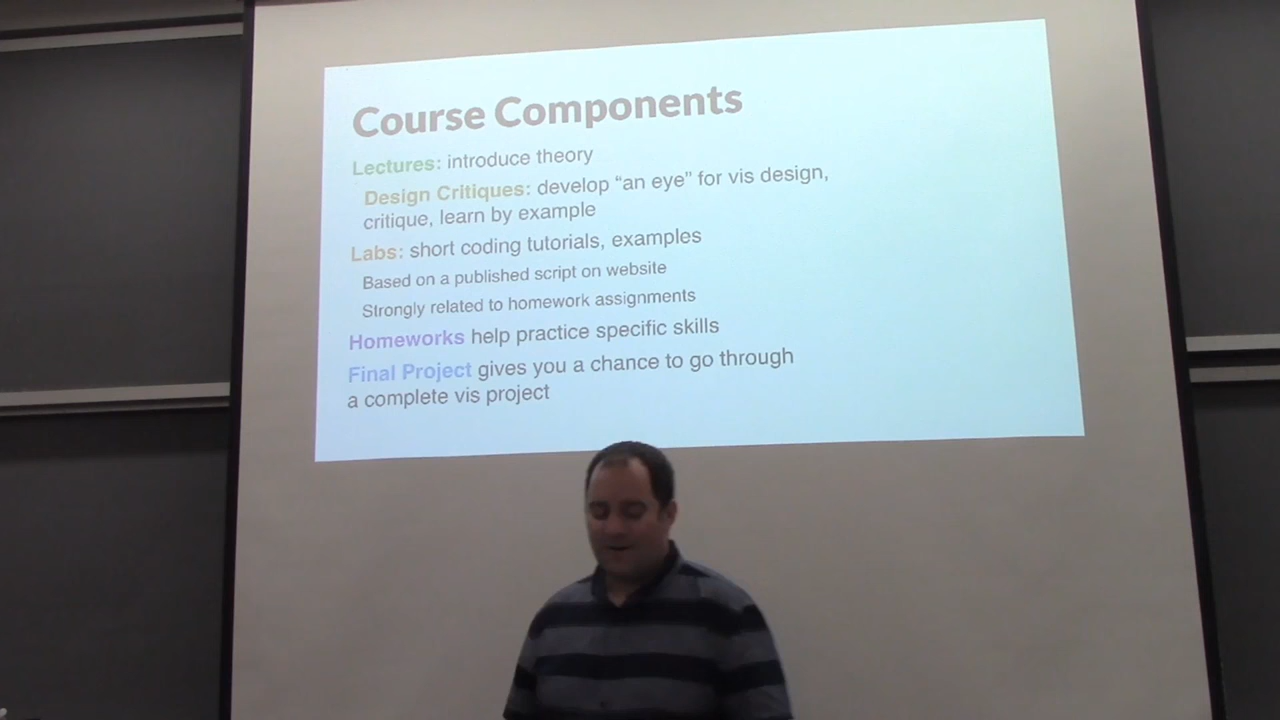 Course Components
Lectures: introduce theory
Design Critiques: develop “an eye” for vis design,
critique, learn by example
Labs: short coding tutorials, examples
Based on a published script on website
Strongly related to homework assignments
Homeworks help practice specific skills
Final Project gives you a chance to go through
a complete vis project